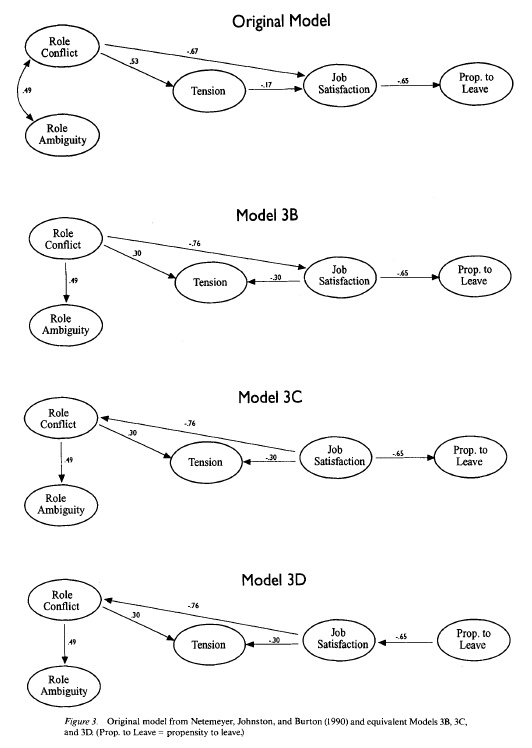 Original Model
Role
Conflict
-.67
.53
Tension
-.17
Job
Satisfaction
-.65
Prop. to
Leave
.49
Role
Ambiguity
Model 3B
Role
Conflict
-.76
.30
Tension
-.30
Job
Satisfaction
-.65
Prop. to
Leave
.49
Role
Ambiguity
Model 3C
Role
Conflict
-.76
.30
Tension
-.30
Job
Satisfaction
-.65
Prop. to
Leave
.49
Role
Ambiguity
Model 3D
Role
Conflict
-.76
.30
Tension
-.30
Job
Satisfaction
-.65
Prop. to
Leave
.49
Role
Ambiguity
Figure 3. Original model from Netemeyer, Johnston, and Burton (1990) and equivalent Models 3B, 3C,
and 3D. (Prop. to Leave = propensity to leave.)